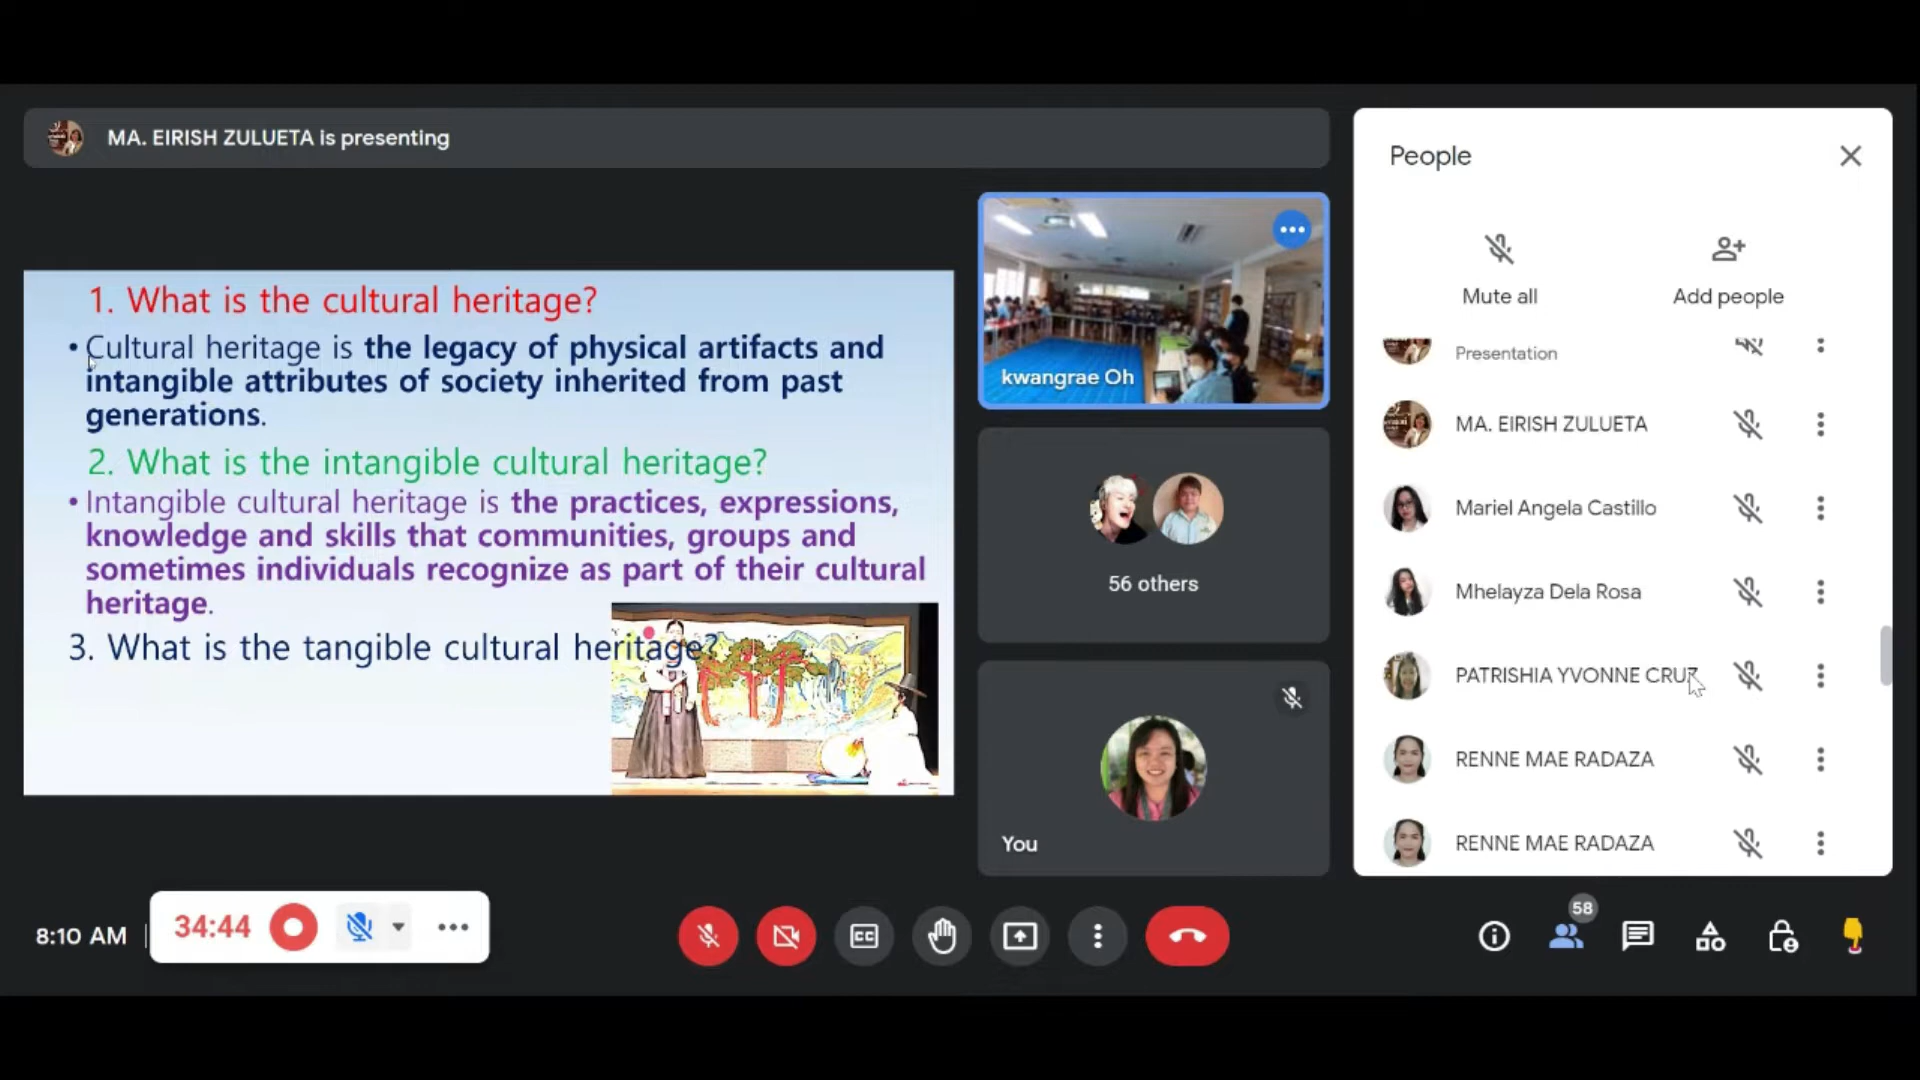 MA. EIRISH ZULUETA is presenting
1. What is the cultural heritage?
• Cultural heritage is the legacy of physical artifacts and
intangible attributes of society inherited from past
generations.
2. What is the intangible cultural heritage?
• Intangible cultural heritage is the practices, expressions,
knowledge and skills that communities, groups and
sometimes individuals recognize as part of their cultural
heritage.
3. What is the tangible cultural heritage?
kwangrae Oh
56 others
You
People
Mute all
Add people
Presentation
MA. EIRISH ZULUETA
Mariel Angela Castillo
Mhelayza Dela Rosa
PATRISHIA YVONNE CRUZ
RENNE MAE RADAZA
RENNE MAE RADAZA
8:10 AM
34:44
CC
58